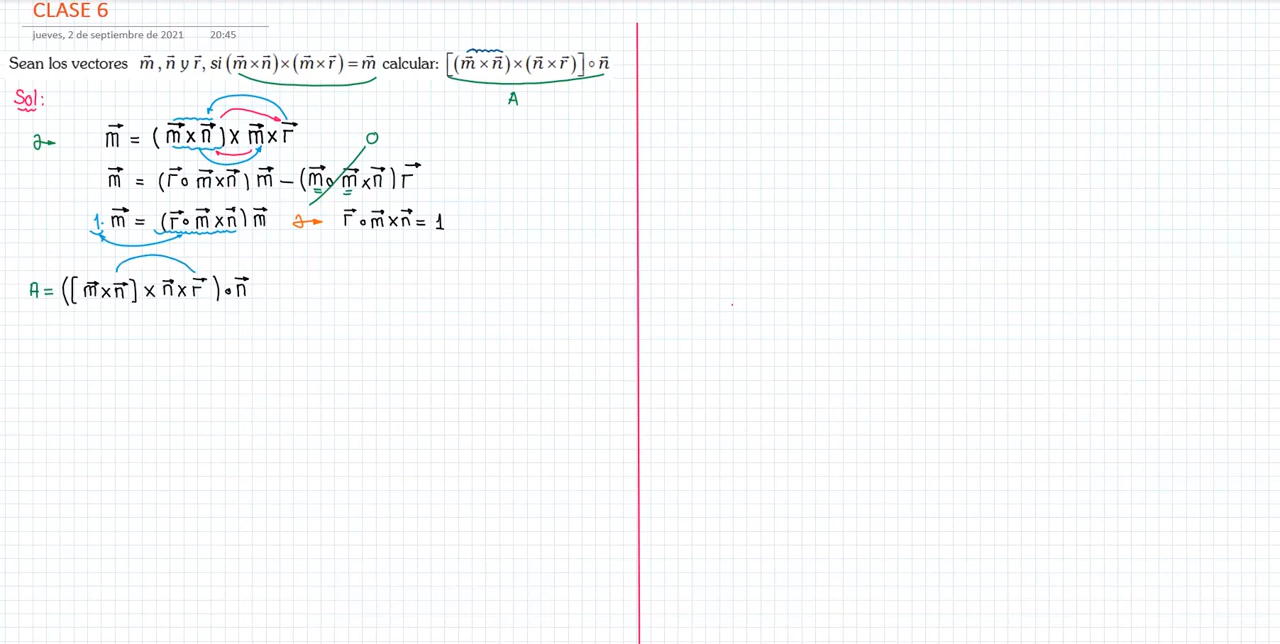 CLASE 6
jueves, 2 de septiembre de 2021 20:45
Sean los vectores m⃗, n⃗ y r⃗, si (m⃗×n⃗)×(m⃗×r⃗)=m⃗ calcular: [(m⃗×n⃗)×(n⃗×r⃗)]∘n⃗
Sol:
A
m⃗ = (m⃗×n⃗)× m⃗×r⃗
0
m⃗ = (r⃗∘ m⃗×n⃗) m⃗ − (m⃗∘ m⃗×n⃗) r⃗
1. m⃗ = (r⃗∘m⃗×n⃗) m⃗ r⃗∘m⃗×n⃗ = 1
A = ([m⃗×n⃗] × n⃗×r⃗)∘n⃗